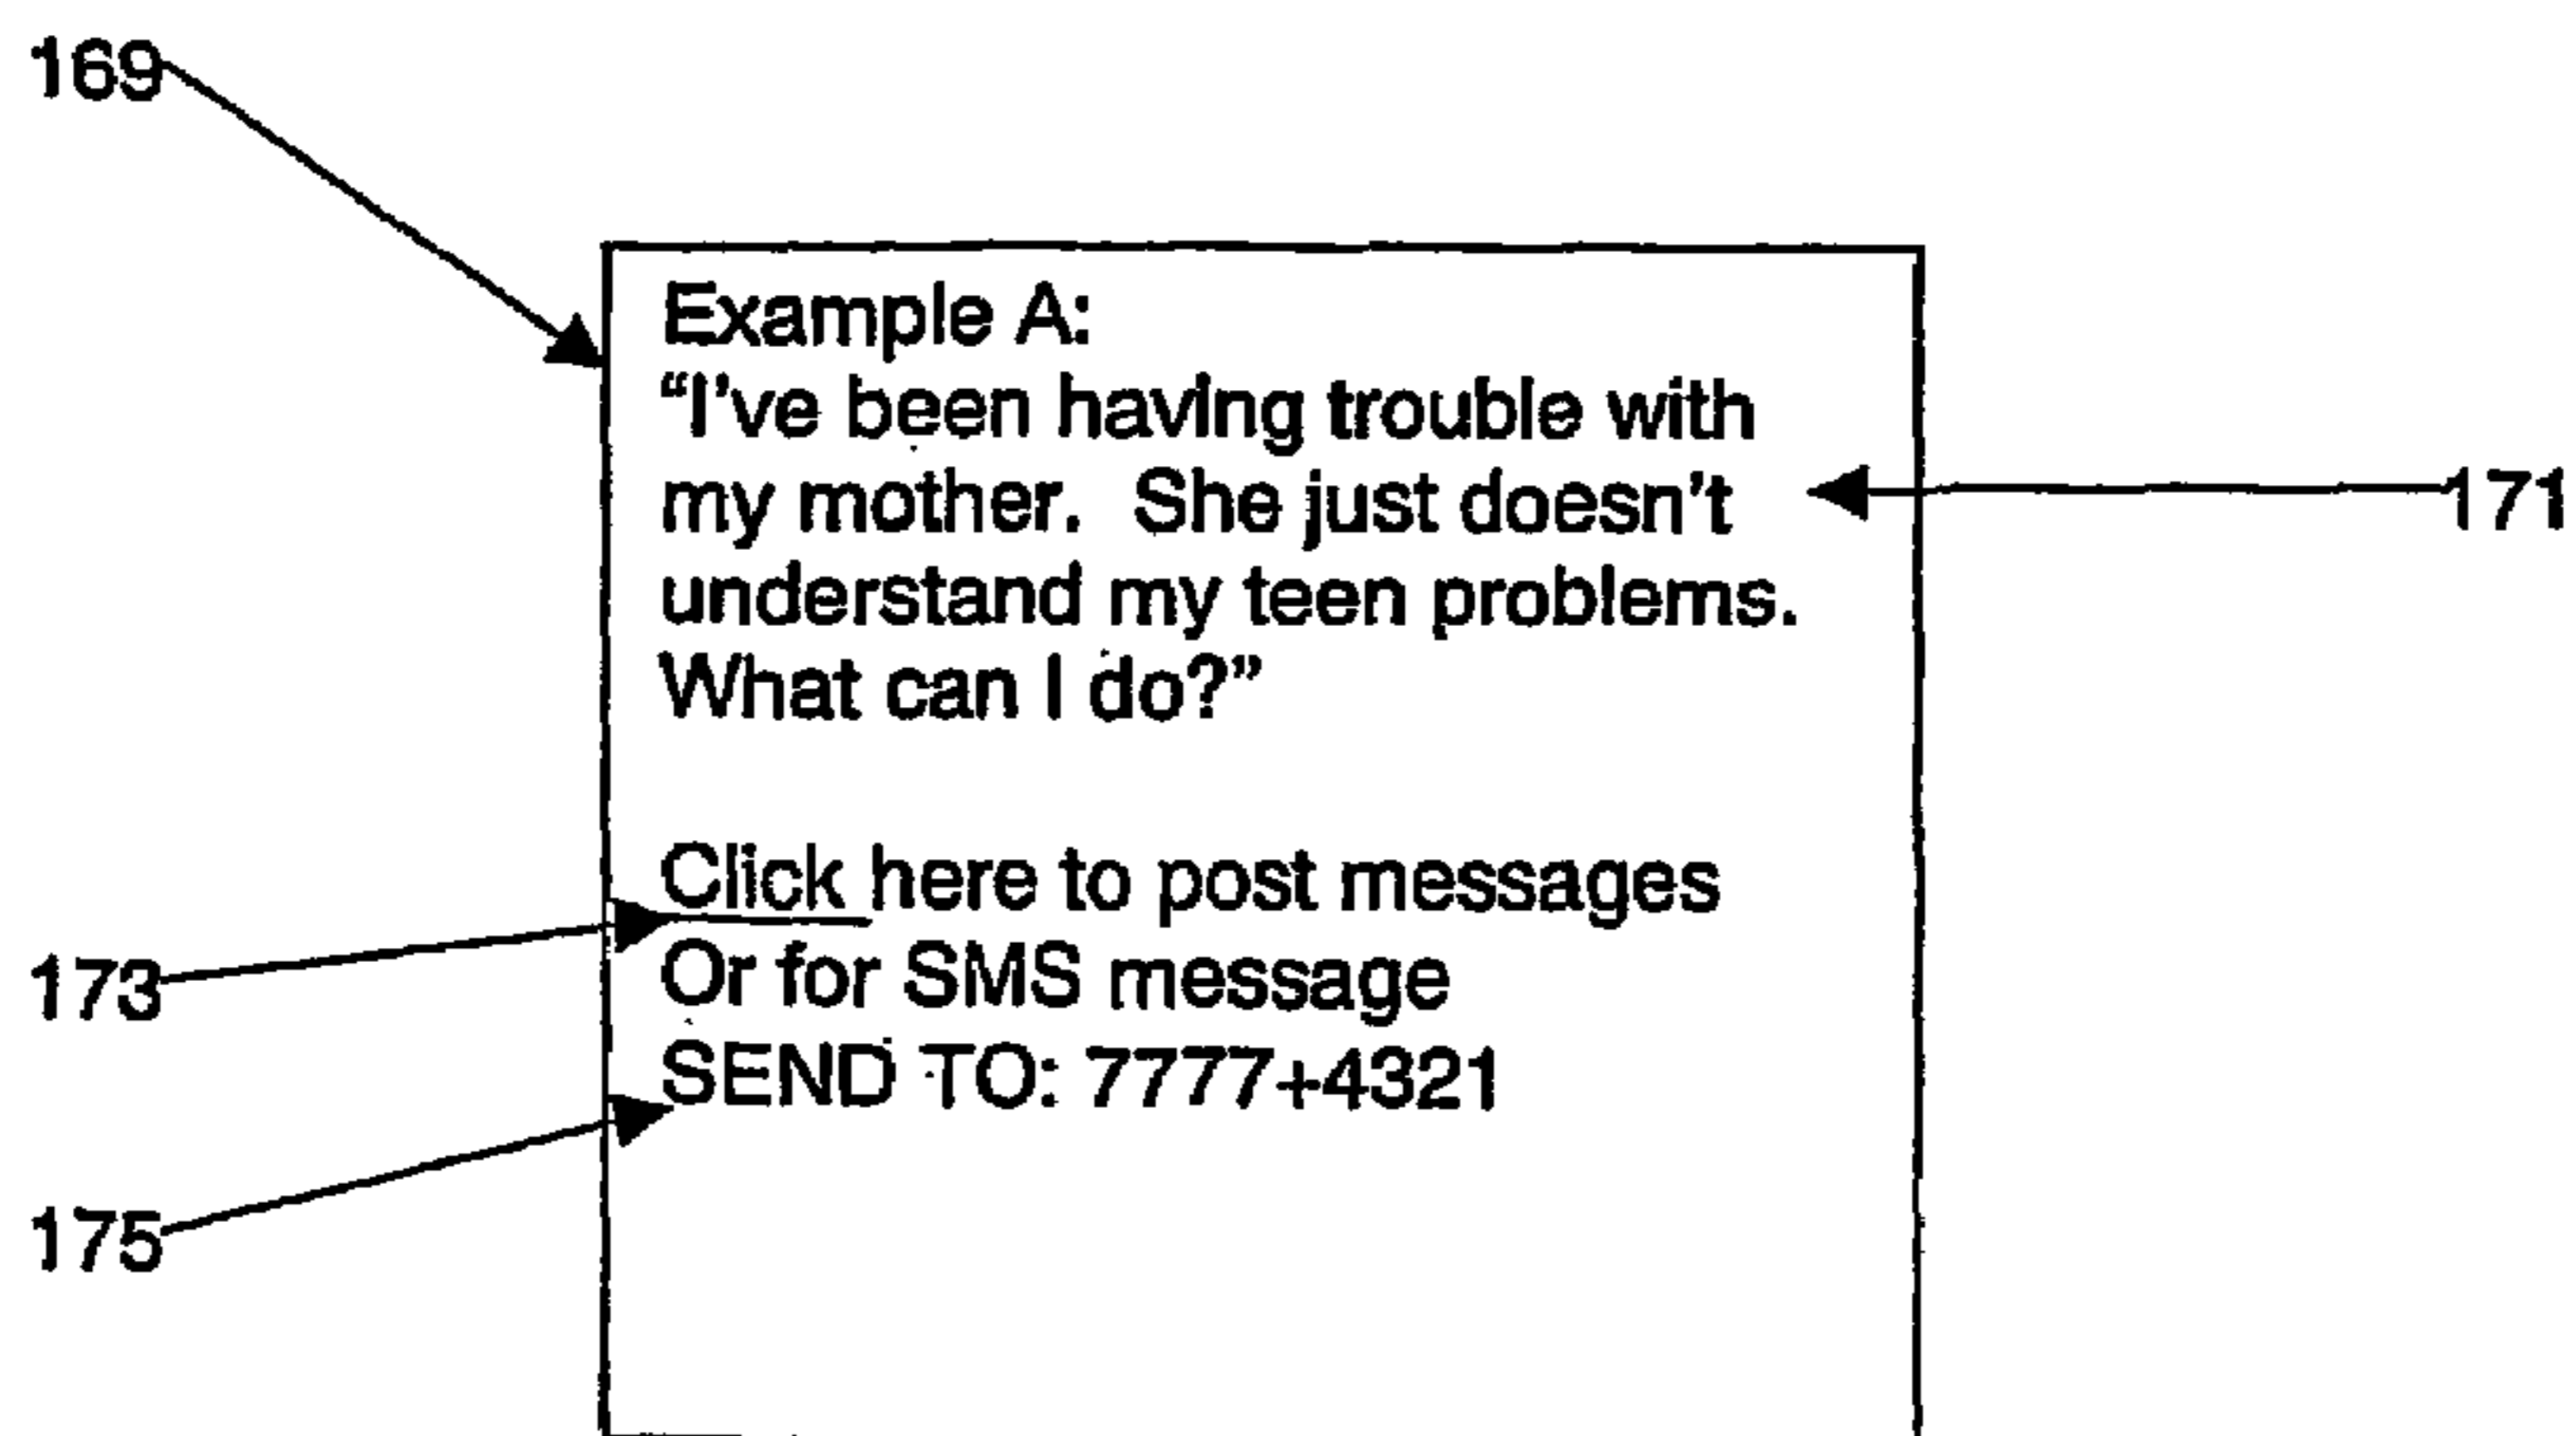 169
Example A:
“I’ve been having trouble with
my mother.  She just doesn’t
171
understand my teen problems.
What can I do?”
Click here to post messages
173
Or for SMS message
SEND TO: 7777+4321
175